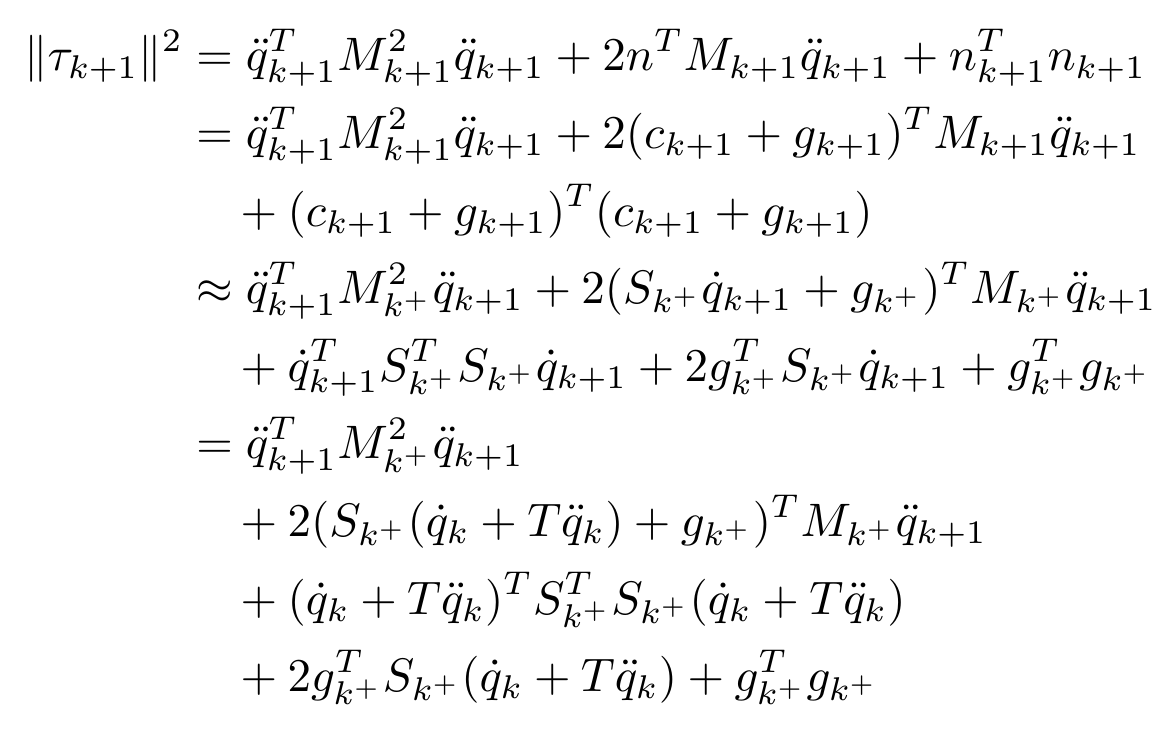 \|\tau_{k+1}\|^2 = \ddot{q}_{k+1}^T M_{k+1}^2 \ddot{q}_{k+1} + 2n^T M_{k+1} \ddot{q}_{k+1} + n_{k+1}^T n_{k+1}
= \ddot{q}_{k+1}^T M_{k+1}^2 \ddot{q}_{k+1} + 2(c_{k+1} + g_{k+1})^T M_{k+1} \ddot{q}_{k+1}
+ (c_{k+1} + g_{k+1})^T (c_{k+1} + g_{k+1})
\approx \ddot{q}_{k+1}^T M_{k^+}^2 \ddot{q}_{k+1} + 2(S_{k^+} \dot{q}_{k+1} + g_{k^+})^T M_{k^+} \ddot{q}_{k+1}
+ \dot{q}_{k+1}^T S_{k^+}^T S_{k^+} \dot{q}_{k+1} + 2g_{k^+}^T S_{k^+} \dot{q}_{k+1} + g_{k^+}^T g_{k^+}
= \ddot{q}_{k+1}^T M_{k^+}^2 \ddot{q}_{k+1}
+ 2(S_{k^+}(\dot{q}_k + T\ddot{q}_k) + g_{k^+})^T M_{k^+} \ddot{q}_{k+1}
+ (\dot{q}_k + T\ddot{q}_k)^T S_{k^+}^T S_{k^+} (\dot{q}_k + T\ddot{q}_k)
+ 2g_{k^+}^T S_{k^+} (\dot{q}_k + T\ddot{q}_k) + g_{k^+}^T g_{k^+}